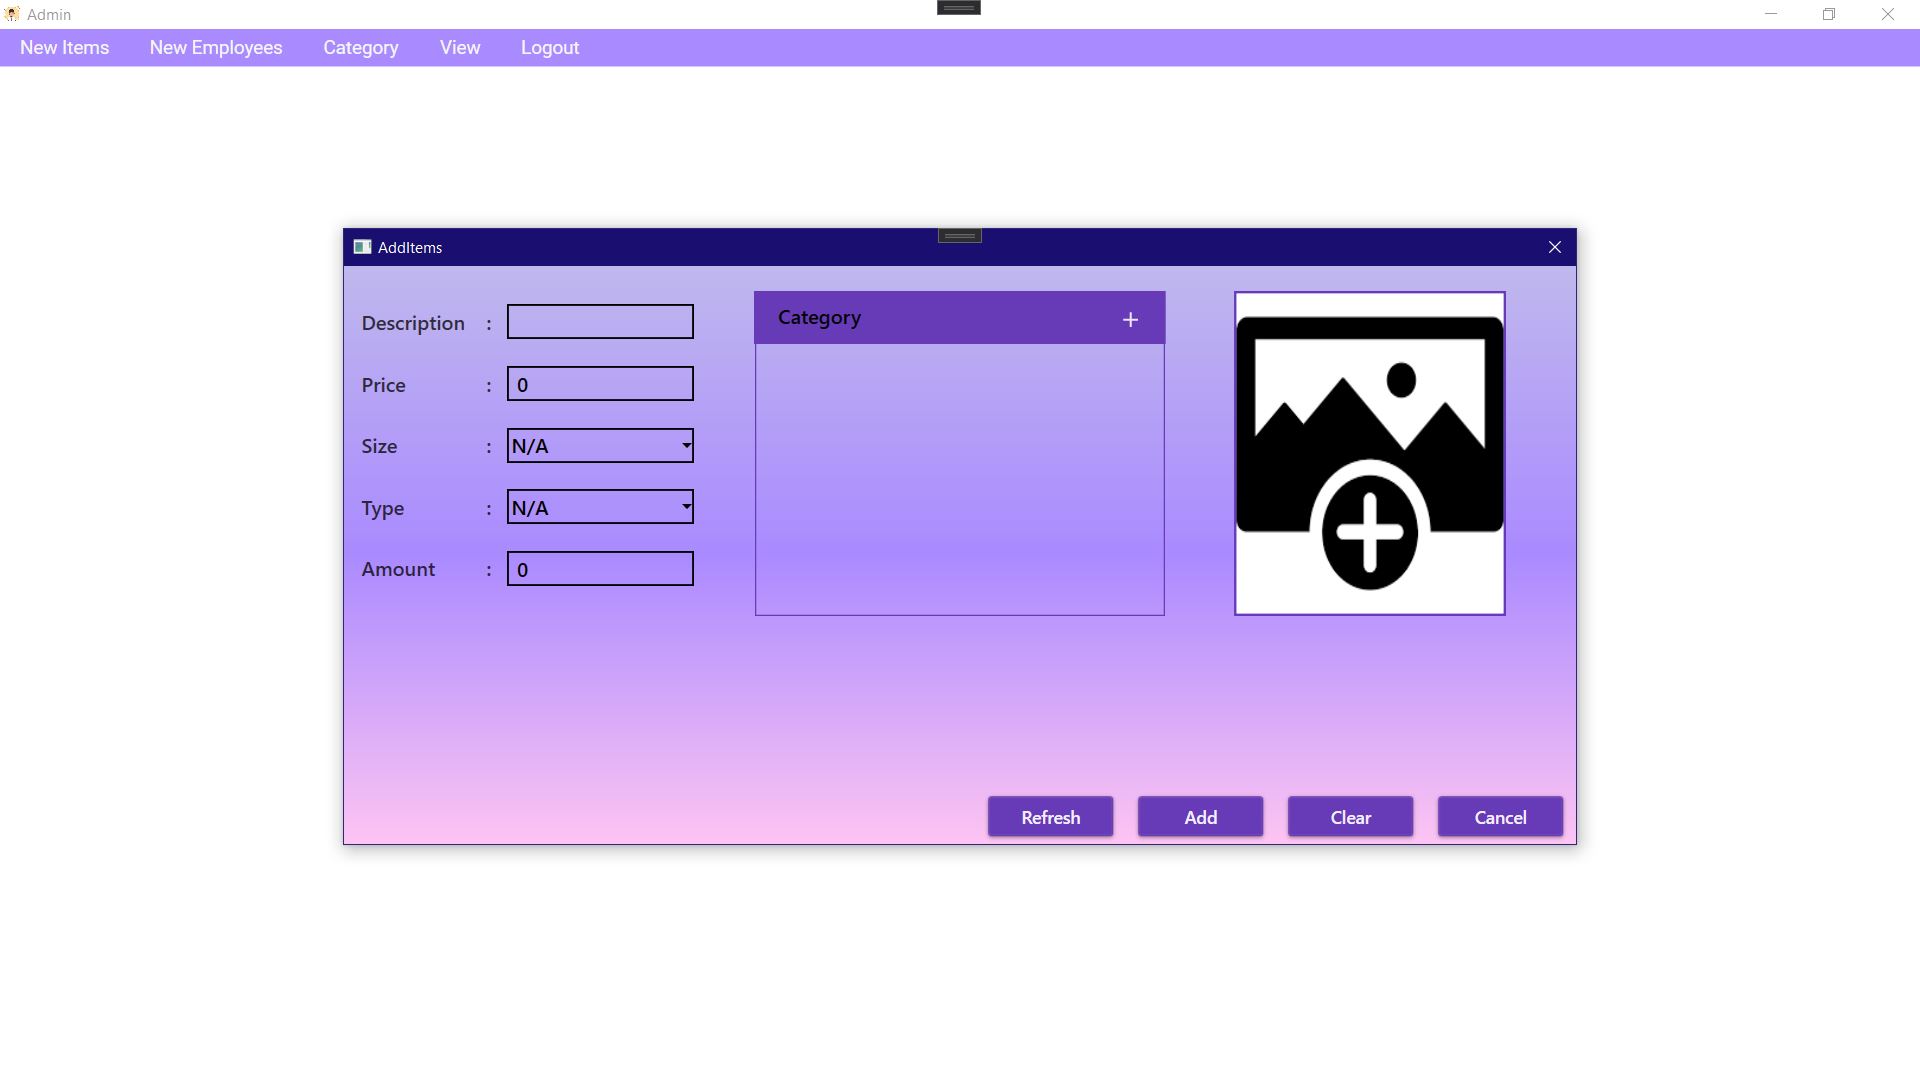 Admin
New Items New Employees Category View Logout
AddItems
Description :
Price : 0
Size : N/A
Type : N/A
Amount : 0
Category +
Refresh Add Clear Cancel